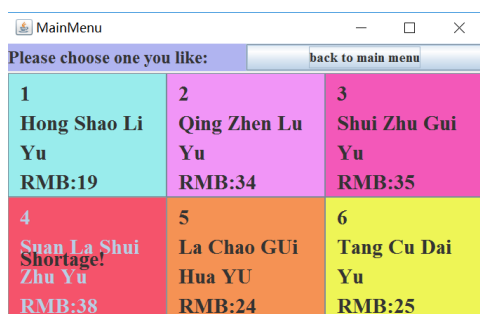 MainMenu
Please choose one you like:
back to main menu
1
Hong Shao Li
Yu
RMB:19
2
Qing Zhen Lu
Yu
RMB:34
3
Shui Zhu Gui
Yu
RMB:35
4
Suan La Shui
Shortage!
Zhu Yu
RMB:38
5
La Chao GUi
Hua YU
RMB:24
6
Tang Cu Dai
Yu
RMB:25